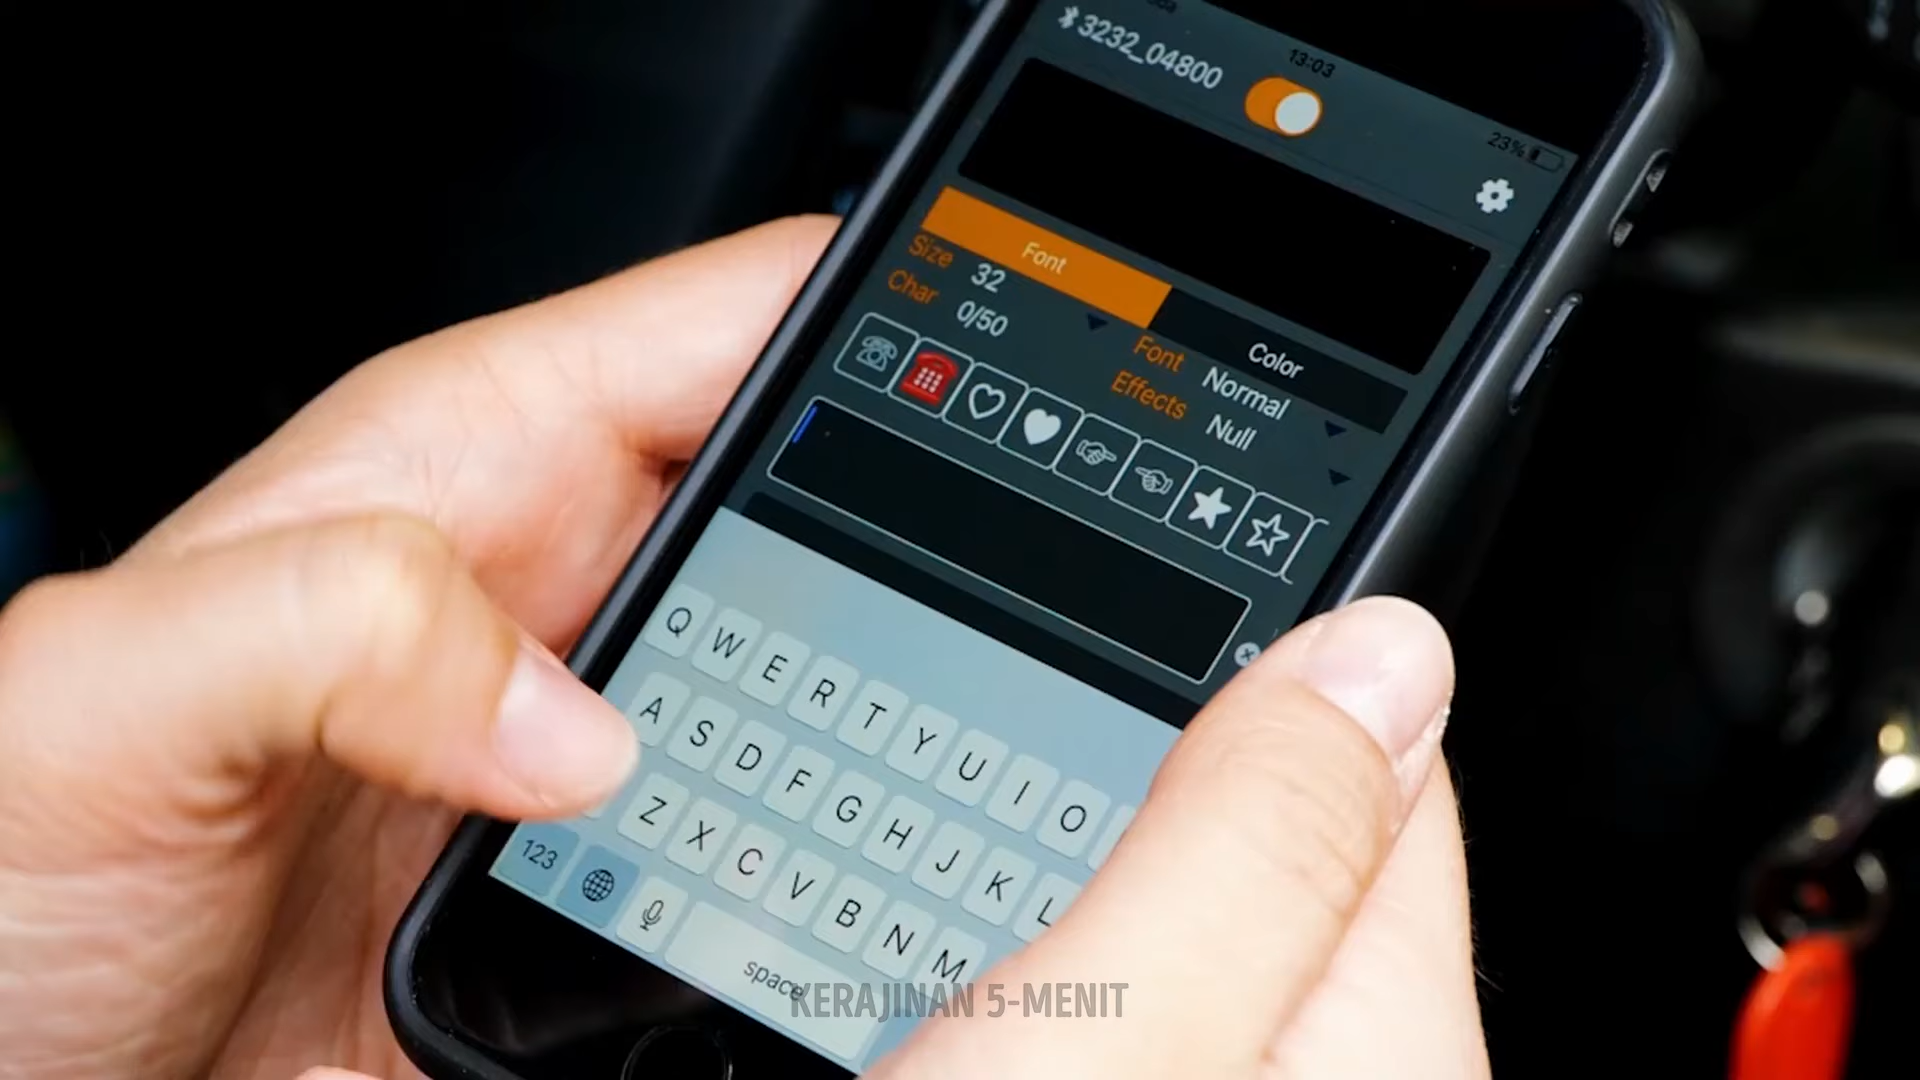 3232_04800
13:03
23%
Font
Color
Size 32
Char 0/50
Font Normal
Effects Null
Q W E R T Y U I O
A S D F G H J K L
Z X C V B N M
123
space
KERAJINAN 5-MENIT